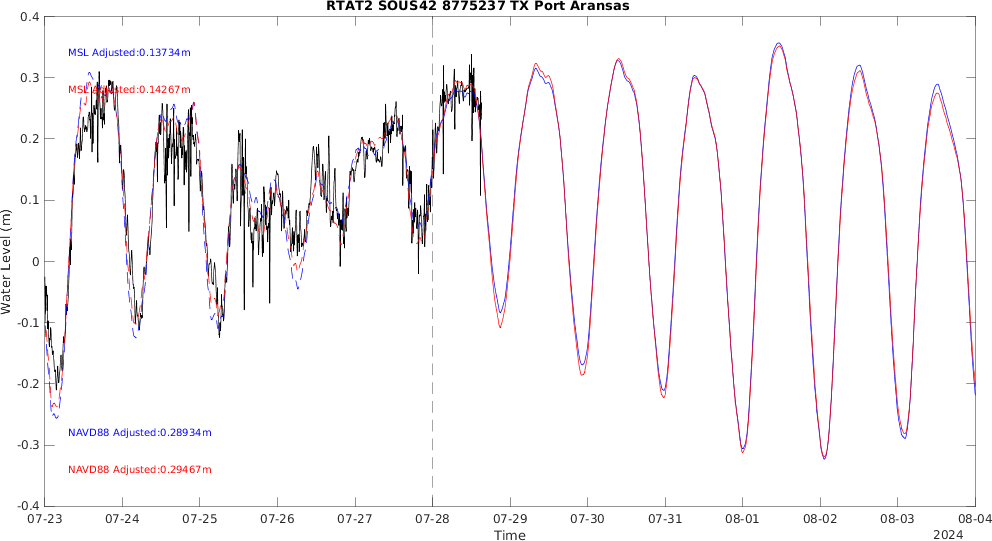 RTAT2 SOUS42 8775237 TX Port Aransas
0.4
MSL Adjusted:0.13734m
0.3
MSL Adjusted:0.14267m
0.2
0.1
0
-0.1
-0.2
-0.3
-0.4
Water Level (m)
NAVD88 Adjusted:0.28934m
NAVD88 Adjusted:0.29467m
07-23 07-24 07-25 07-26 07-27 07-28 07-29 07-30 07-31 08-01 08-02 08-03 08-04
Time
2024